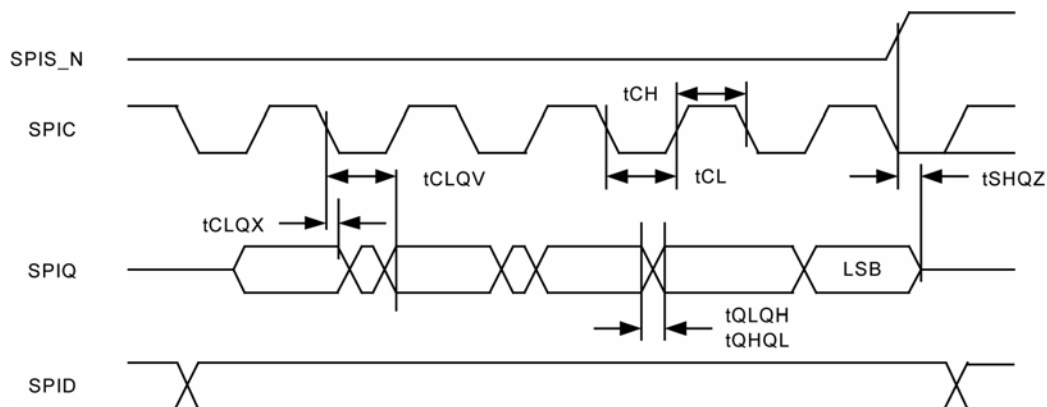 SPIS_N
SPIC
tCH
tCLQV
tCL
tSHQZ
tCLQX
SPIQ
LSB
tQLQH
tQHQL
SPID